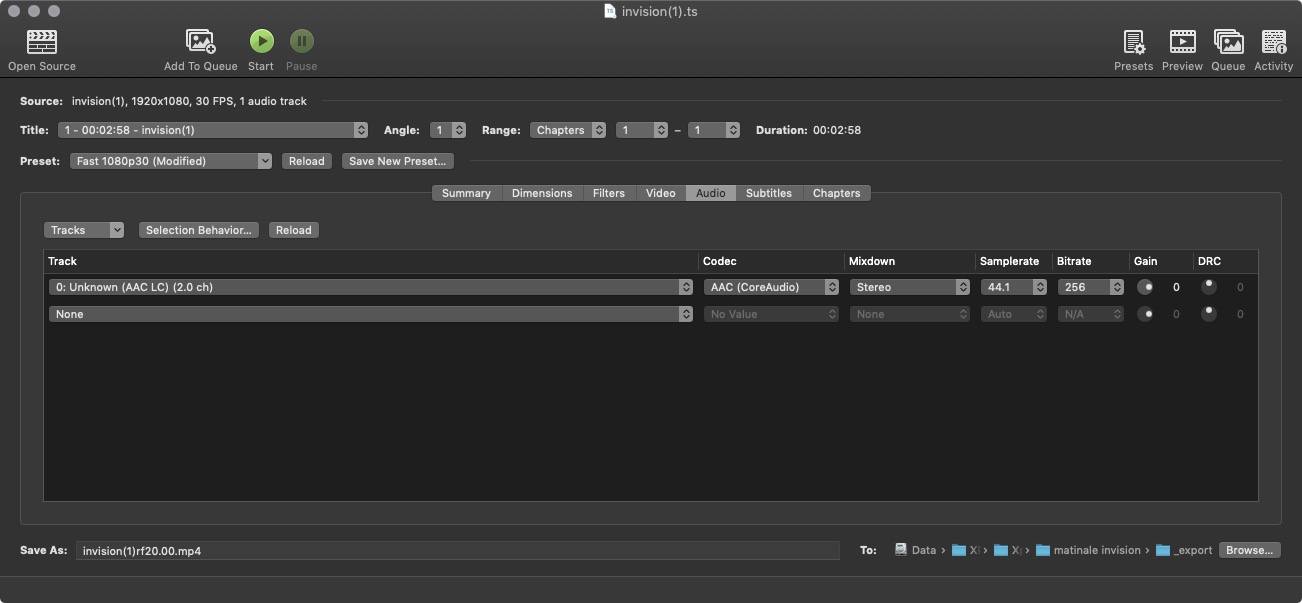 invision(1).ts
Open Source Add To Queue Start Pause Presets Preview Queue Activity
Source: invision(1), 1920x1080, 30 FPS, 1 audio track
Title: 1 - 00:02:58 - invision(1) Angle: 1 Range: Chapters 1 – 1 Duration: 00:02:58
Preset: Fast 1080p30 (Modified) Reload Save New Preset...
Summary Dimensions Filters Video Audio Subtitles Chapters
Tracks Selection Behavior... Reload
Track Codec Mixdown Samplerate Bitrate Gain DRC
0: Unknown (AAC LC) (2.0 ch) AAC (CoreAudio) Stereo 44.1 256 0 0
None No Value None Auto N/A 0 0
Save As: invision(1)rf20.00.mp4 To: Data › › › matinale invision › _export Browse...